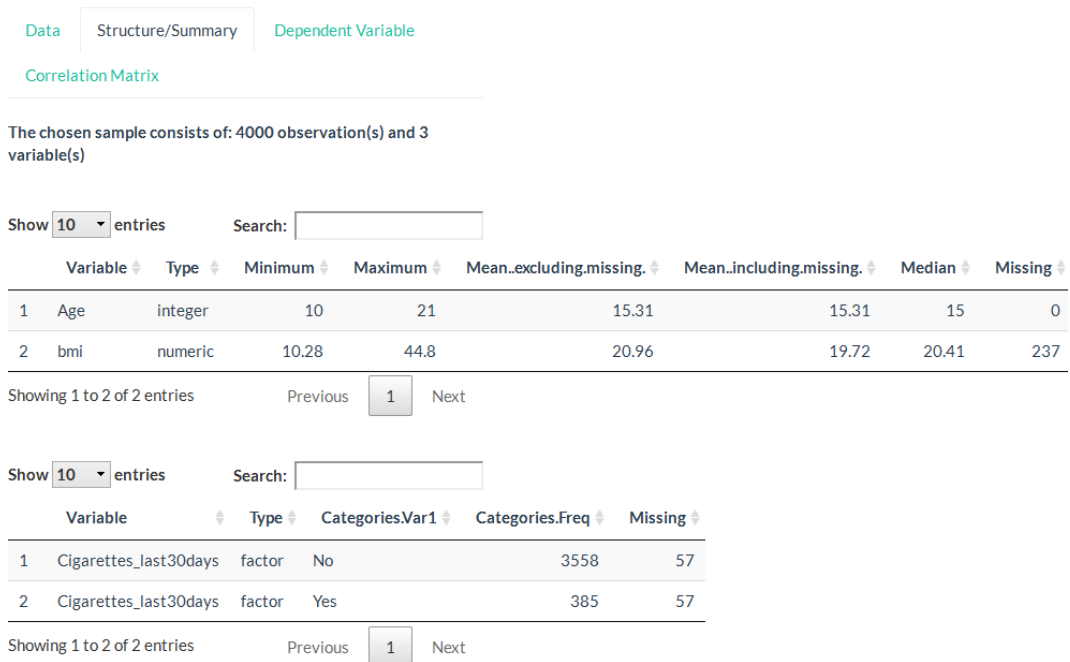 Data Structure/Summary Dependent Variable
Correlation Matrix
The chosen sample consists of: 4000 observation(s) and 3
variable(s)
Show 10 entries Search:
Variable Type Minimum Maximum Mean..excluding.missing. Mean..including.missing. Median Missing
1 Age integer 10 21 15.31 15.31 15 0
2 bmi numeric 10.28 44.8 20.96 19.72 20.41 237
Showing 1 to 2 of 2 entries Previous 1 Next
Show 10 entries Search:
Variable Type Categories.Var1 Categories.Freq Missing
1 Cigarettes_last30days factor No 3558 57
2 Cigarettes_last30days factor Yes 385 57
Showing 1 to 2 of 2 entries Previous 1 Next